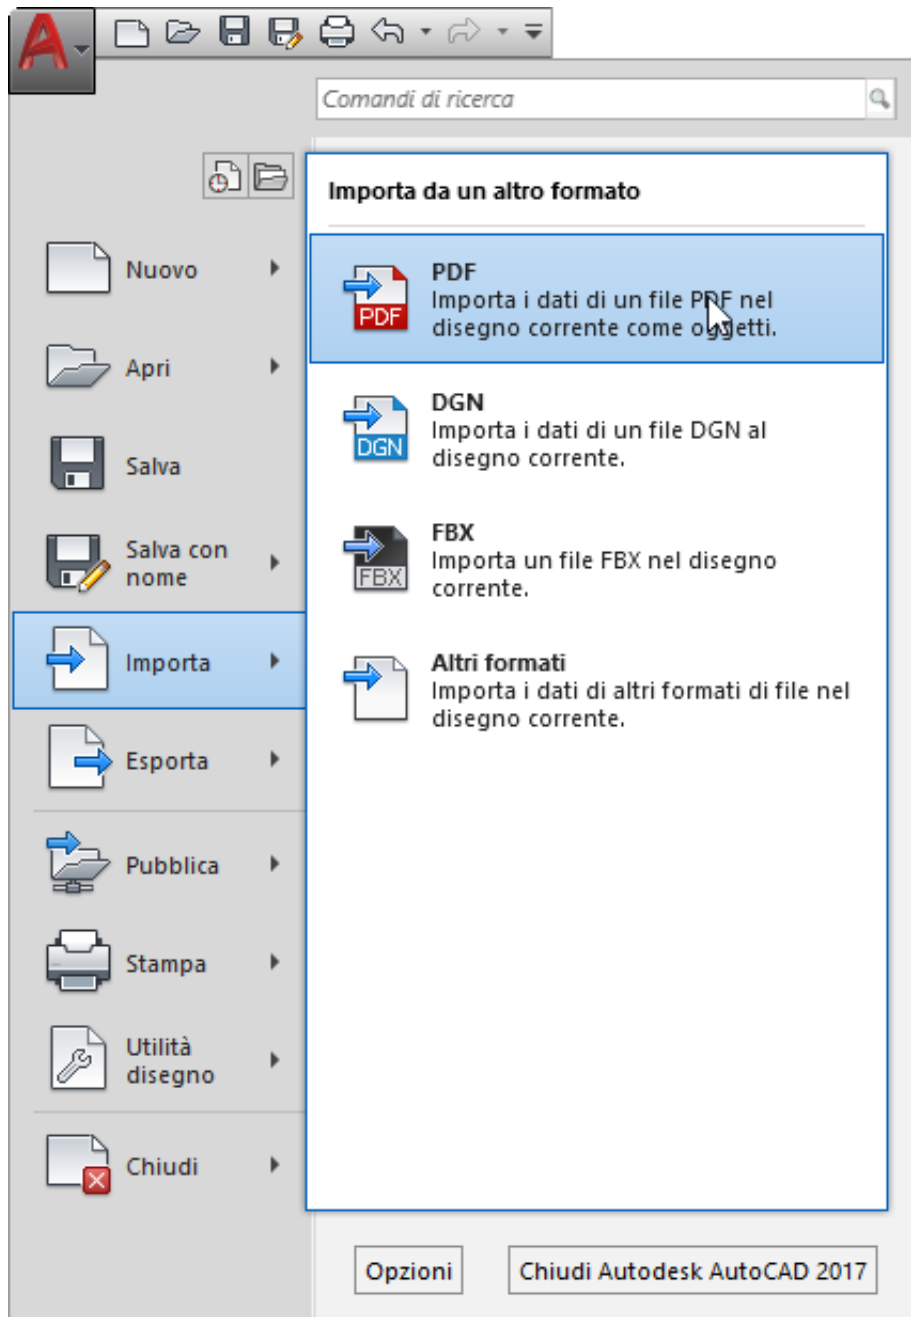 Comandi di ricerca
Importa da un altro formato
Nuovo
Apri
Salva
Salva con
nome
Importa
Esporta
Pubblica
Stampa
Utilità
disegno
Chiudi
PDF
PDF
Importa i dati di un file PDF nel
disegno corrente come oggetti.
DGN
DGN
Importa i dati di un file DGN al
disegno corrente.
FBX
FBX
Importa un file FBX nel disegno
corrente.
Altri formati
Importa i dati di altri formati di file nel
disegno corrente.
Opzioni
Chiudi Autodesk AutoCAD 2017